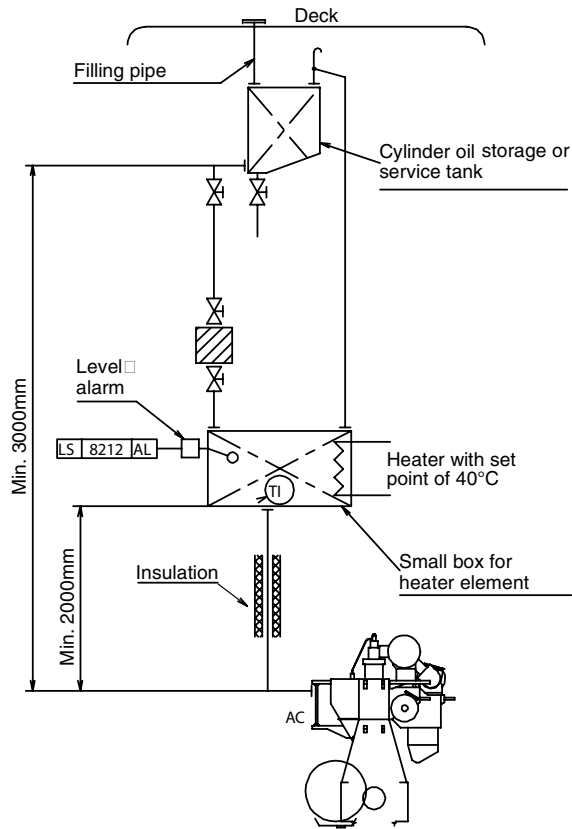 Deck
Filling pipe
Cylinder oil storage or
service tank
Min. 3000mm
Level□
alarm
LS 8212 AL
TI
Heater with set
point of 40°C
Min. 2000mm
Insulation
Small box for
heater element
AC